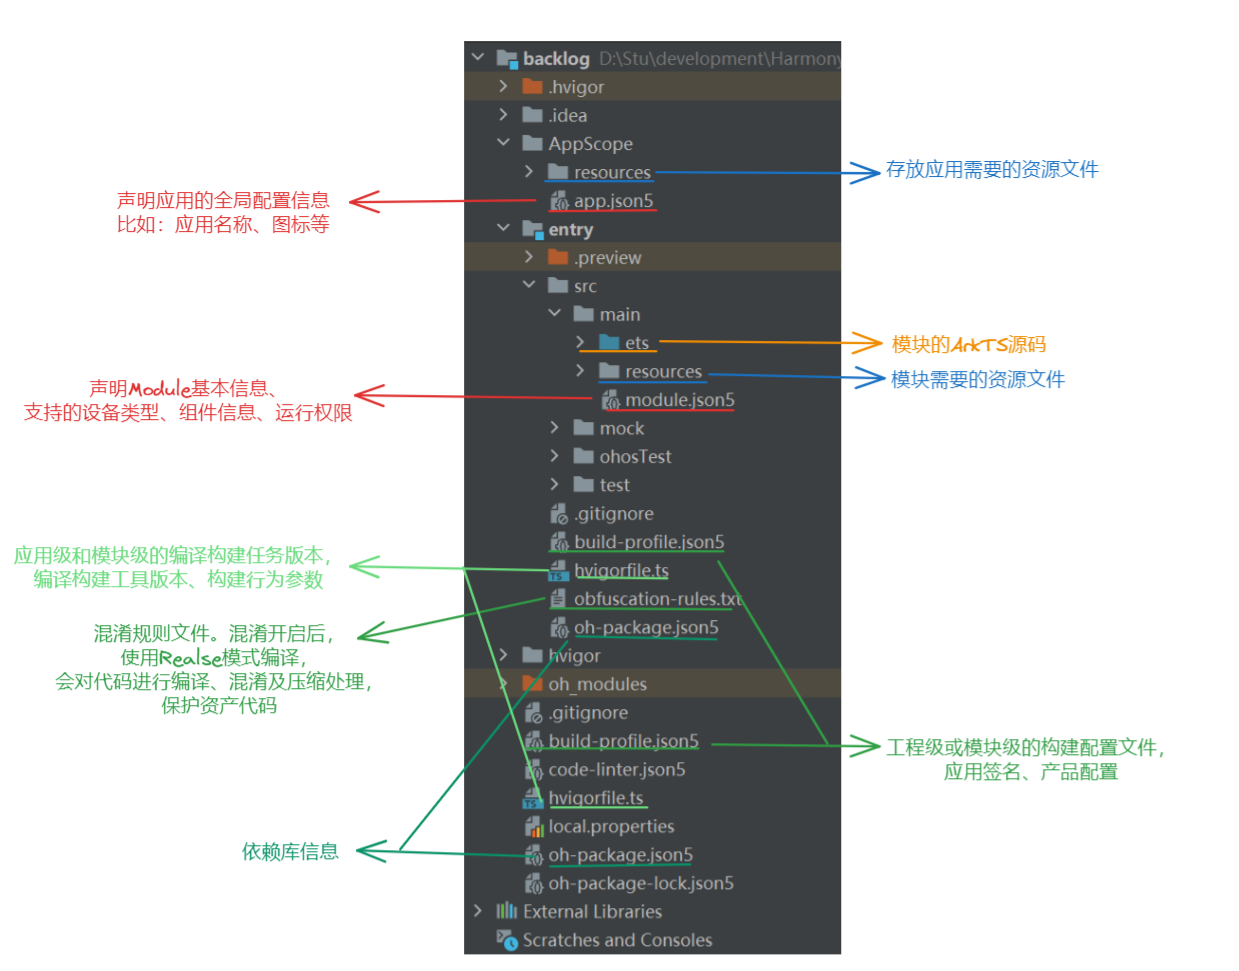 backlog D:\Stu\development\Harmony
.hvigor
.idea
AppScope
resources
存放应用需要的资源文件
声明应用的全局配置信息
比如：应用名称、图标等
app.json5
entry
.preview
src
main
ets
模块的ArkTS源码
resources
模块需要的资源文件
声明Module基本信息、
支持的设备类型、组件信息、运行权限
module.json5
mock
ohosTest
test
.gitignore
build-profile.json5
应用级和模块级的编译构建任务版本，
编译构建工具版本、构建行为参数
hvigorfile.ts
obfuscation-rules.txt
混淆规则文件。混淆开启后，
使用Realse模式编译，
会对代码进行编译、混淆及压缩处理，
保护资产代码
oh-package.json5
hvigor
oh_modules
.gitignore
build-profile.json5
工程级或模块级的构建配置文件，
应用签名、产品配置
code-linter.json5
hvigorfile.ts
local.properties
依赖库信息
oh-package.json5
oh-package-lock.json5
External Libraries
Scratches and Consoles